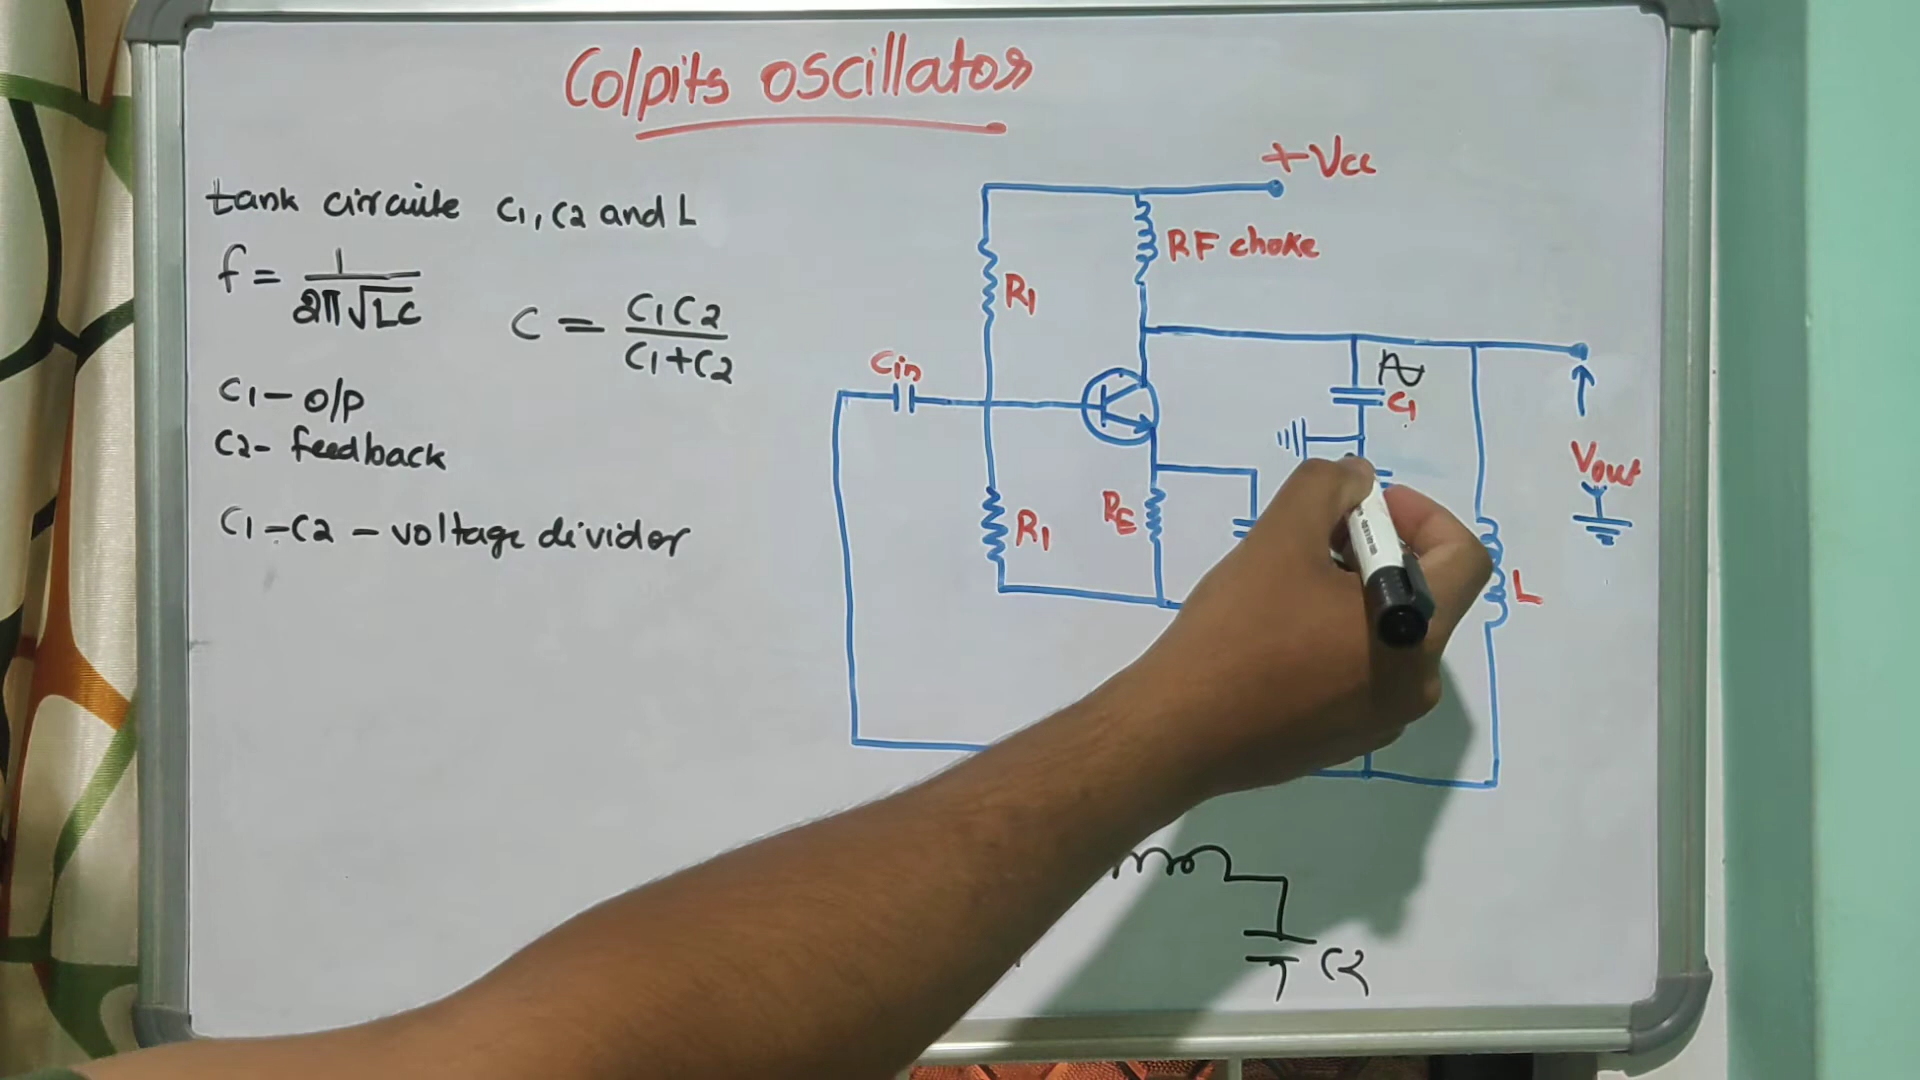 Colpits oscillator
tank circuite C1, C2 and L
f = 1 / 2π√LC
C = C1C2 / C1+C2
C1 - o/p
C2 - feedback
C1 - C2 - voltage divider
+Vcc
RF choke
R1
Cin
C1
Vout
RE
R1
L
C2